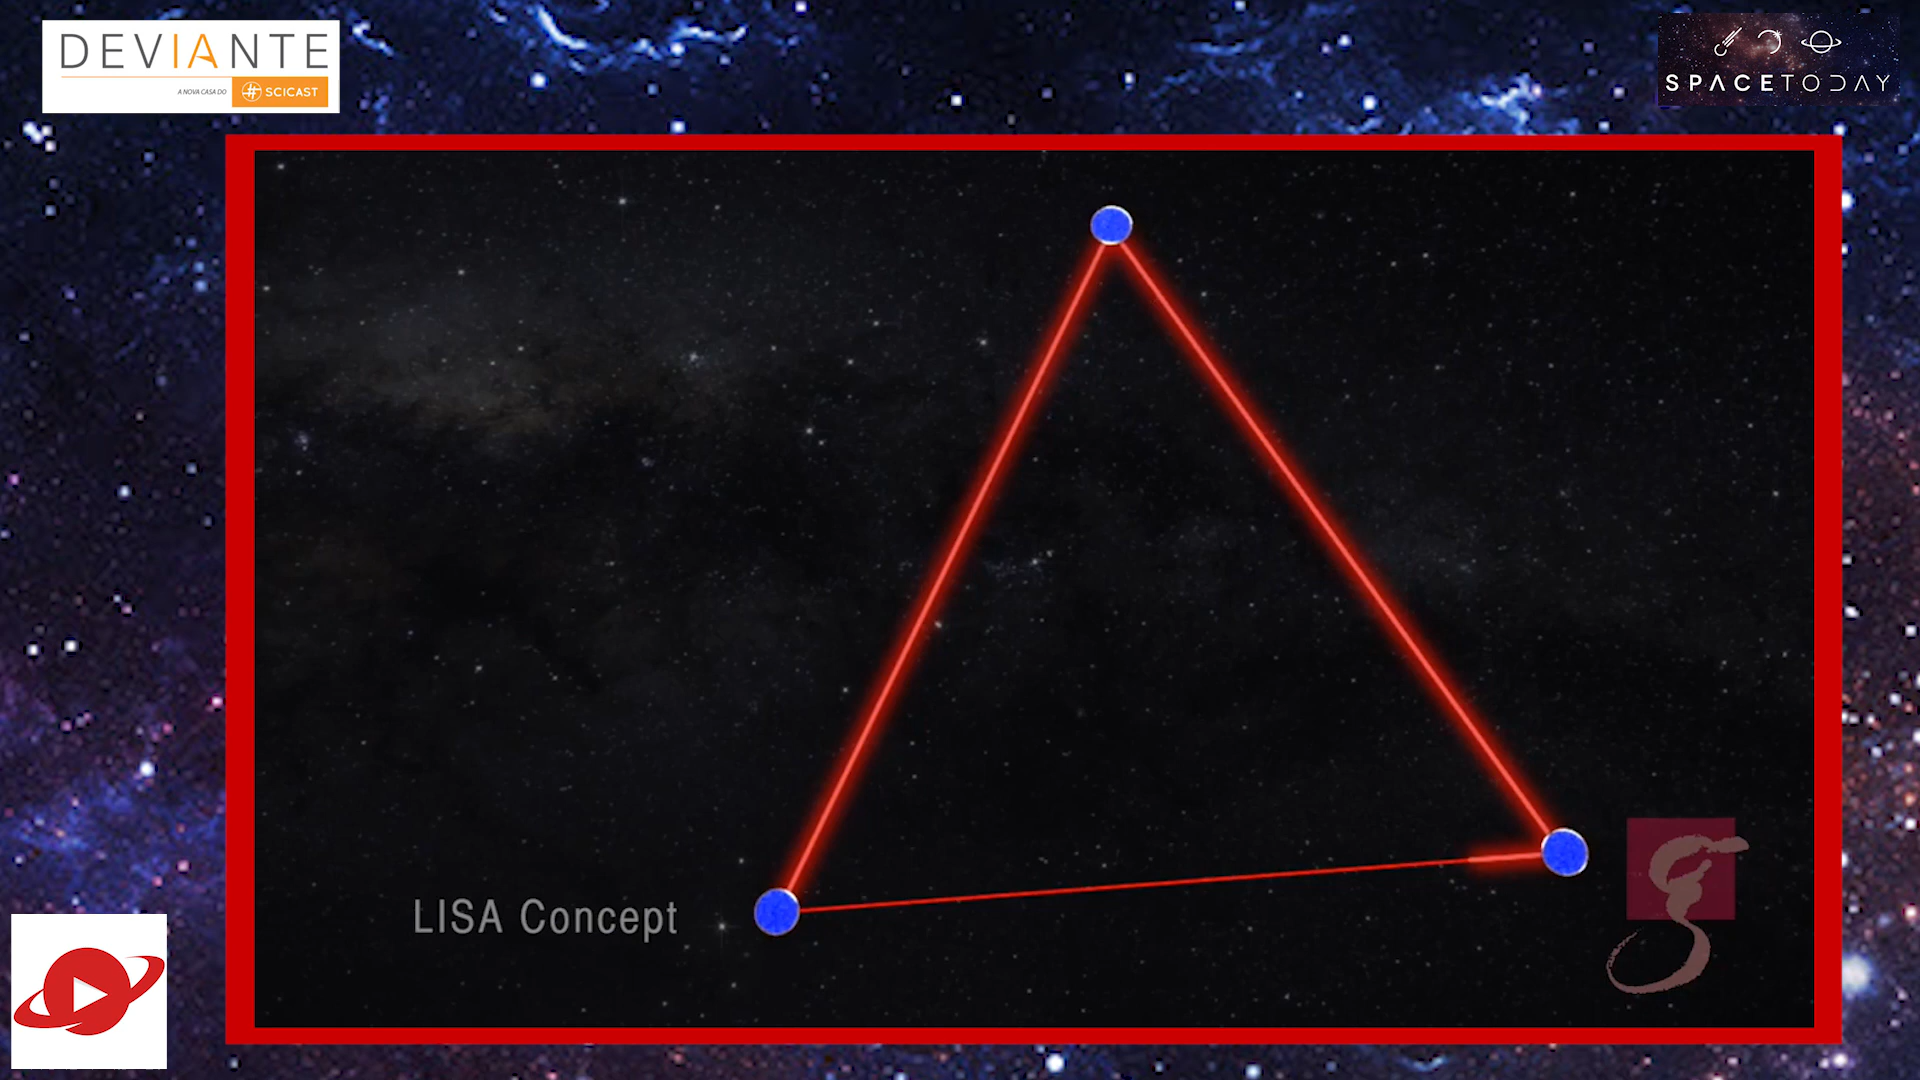 DEVIANTE
A NOVA CASA DO
SCICAST
SPACETODAY
LISA Concept